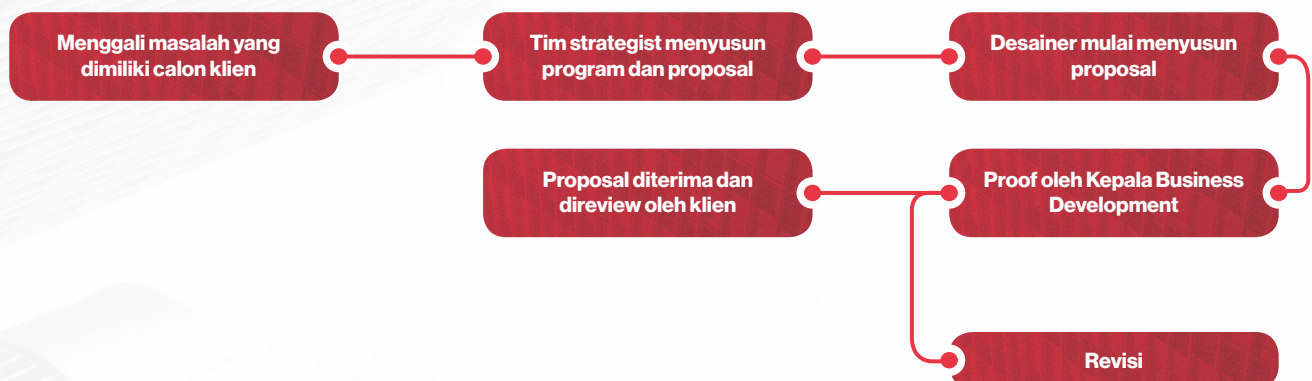 Menggali masalah yang
dimiliki calon klien
Tim strategist menyusun
program dan proposal
Desainer mulai menyusun
proposal
Proposal diterima dan
direview oleh klien
Proof oleh Kepala Business
Development
Revisi